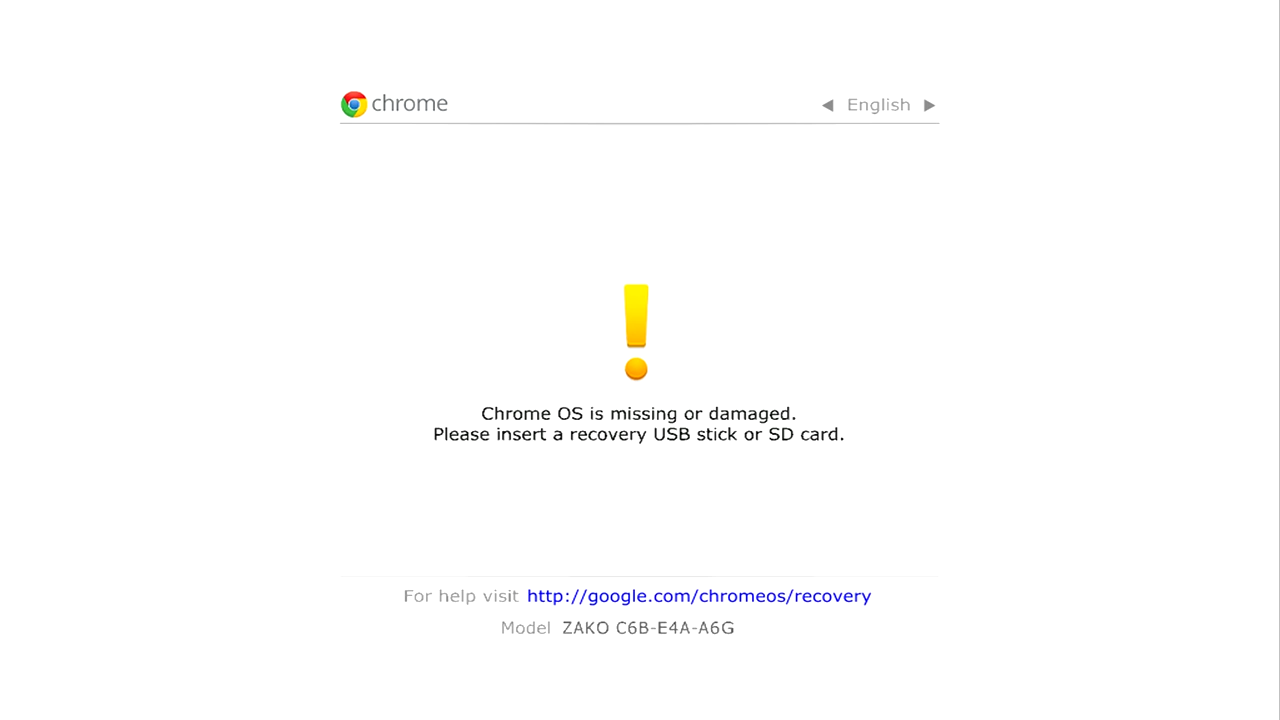 chrome
◀ English ▶
Chrome OS is missing or damaged.
Please insert a recovery USB stick or SD card.
For help visit http://google.com/chromeos/recovery
Model ZAKO C6B-E4A-A6G